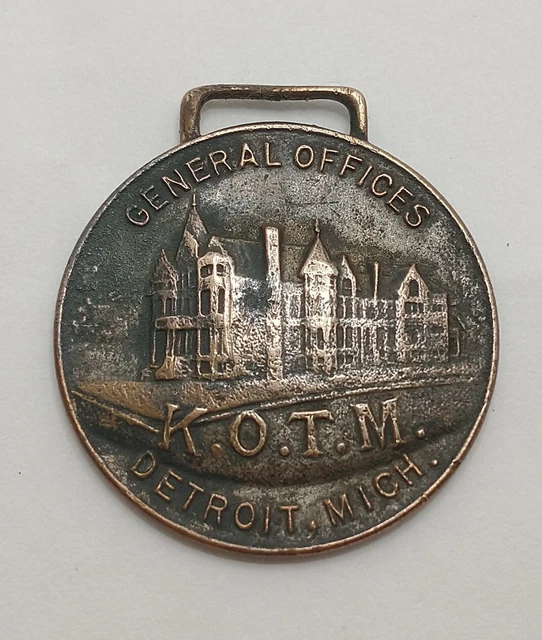 GENERAL OFFICES
K.O.T.M.
DETROIT, MICH.